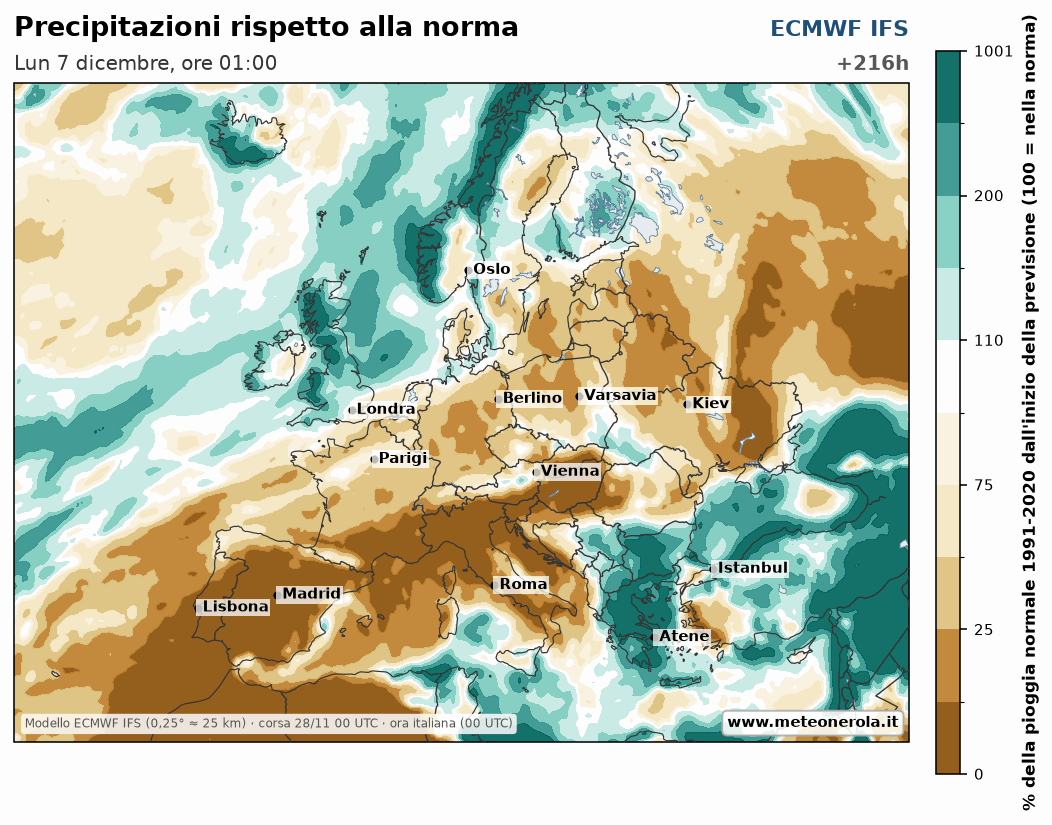 Precipitazioni rispetto alla norma
ECMWF IFS
Lun 7 dicembre, ore 01:00
+216h
Oslo
Londra
Berlino
Varsavia
Kiev
Parigi
Vienna
Istanbul
Roma
Madrid
Lisbona
Atene
Modello ECMWF IFS (0,25° ≈ 25 km) · corsa 28/11 00 UTC · ora italiana (00 UTC)
www.meteonerola.it
1001
200
110
75
25
0
% della pioggia normale 1991-2020 dall'inizio della previsione (100 = nella norma)